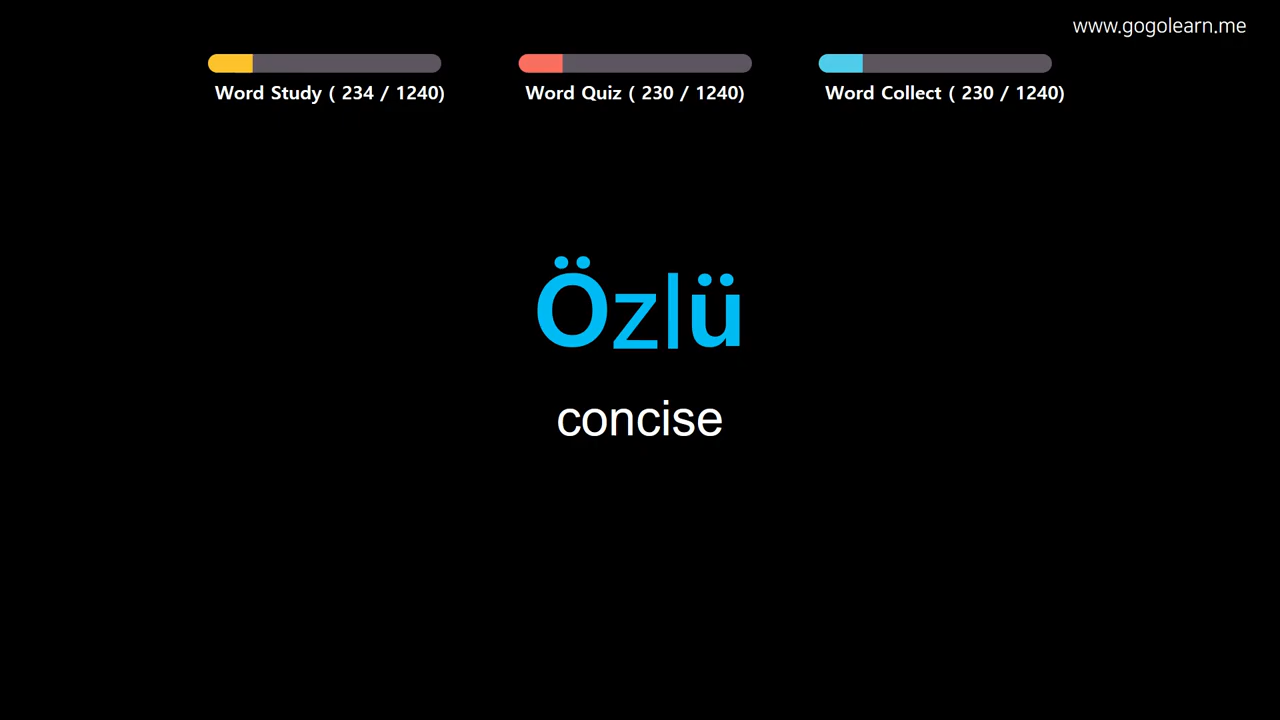 www.gogolearn.me
Word Study ( 234 / 1240)
Word Quiz ( 230 / 1240)
Word Collect ( 230 / 1240)
Özlü
concise